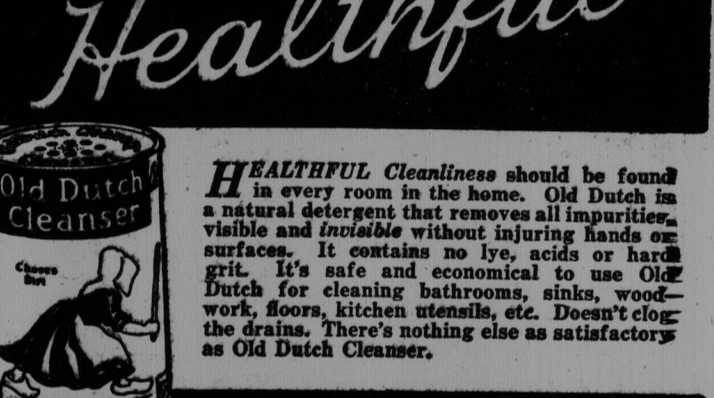 Healthful
Old Dutch
Cleanser
Chases
Dirt
HEALTHFUL Cleanliness should be found
in every room in the home. Old Dutch is
a natural detergent that removes all impurities,
visible and invisible without injuring hands or
surfaces. It contains no lye, acids or hard
grit. It's safe and economical to use Old
Dutch for cleaning bathrooms, sinks, wood-
work, floors, kitchen utensils, etc. Doesn't clog
the drains. There's nothing else as satisfactory
as Old Dutch Cleanser.